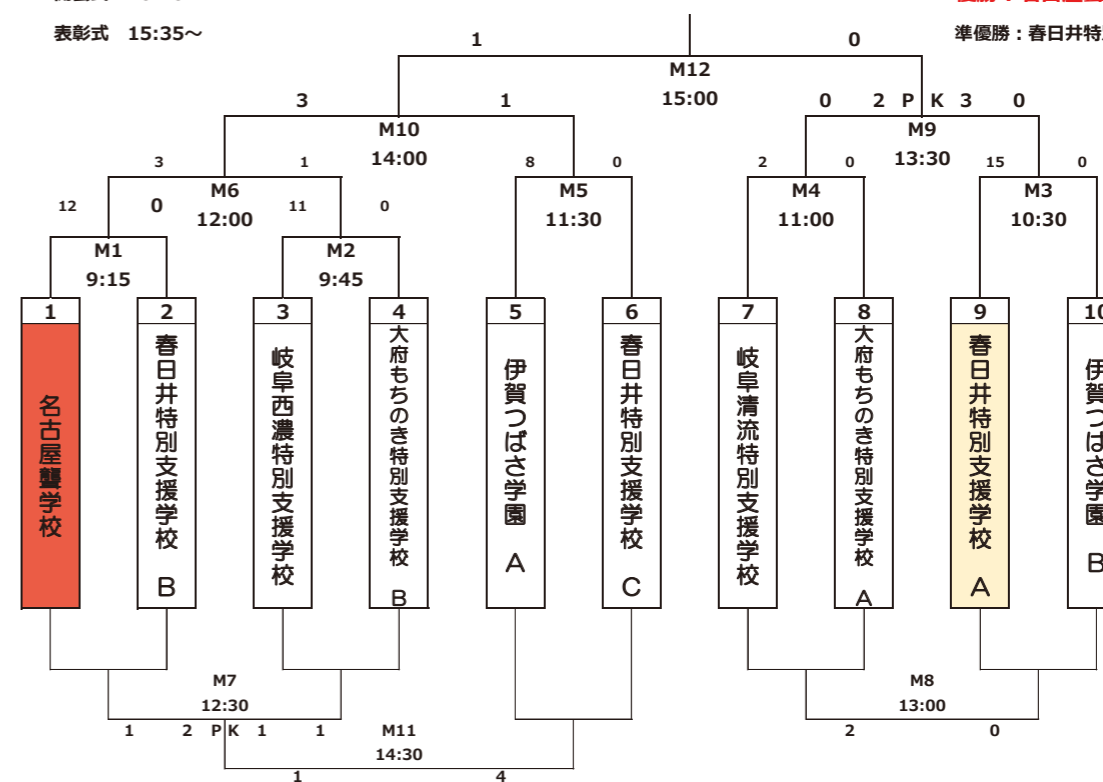 表彰式 15:35～
準優勝：春日井特
1 0
M12
15:00
3 1 0 2 P K 3 0
M10 M9
14:00 13:30
3 1 8 0 2 0 15 0
M6 M5 M4 M3
12:00 11:30 11:00 10:30
12 0 11 0
M1 M2
9:15 9:45
1 2 3 4 5 6 7 8 9 10
名古屋聾学校
春日井特別支援学校 B
岐阜西濃特別支援学校
大府もちのき特別支援学校 B
伊賀つばさ学園 A
春日井特別支援学校 C
岐阜清流特別支援学校
大府もちのき特別支援学校 A
春日井特別支援学校 A
伊賀つばさ学園 B
M7 M8
12:30 13:00
1 2 P K 1 1 M11 2 0
14:30
1 4